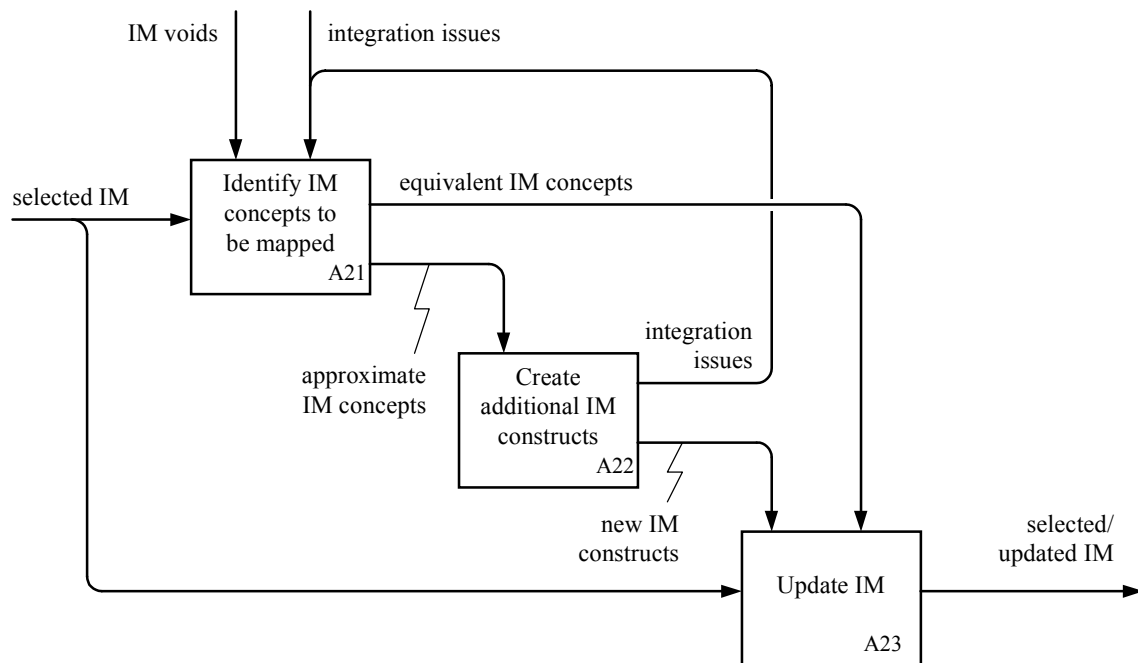 IM voids
integration issues
selected IM
Identify IM
concepts to
be mapped
A21
equivalent IM concepts
approximate
IM concepts
integration
issues
Create
additional IM
constructs
A22
new IM
constructs
selected/
updated IM
Update IM
A23